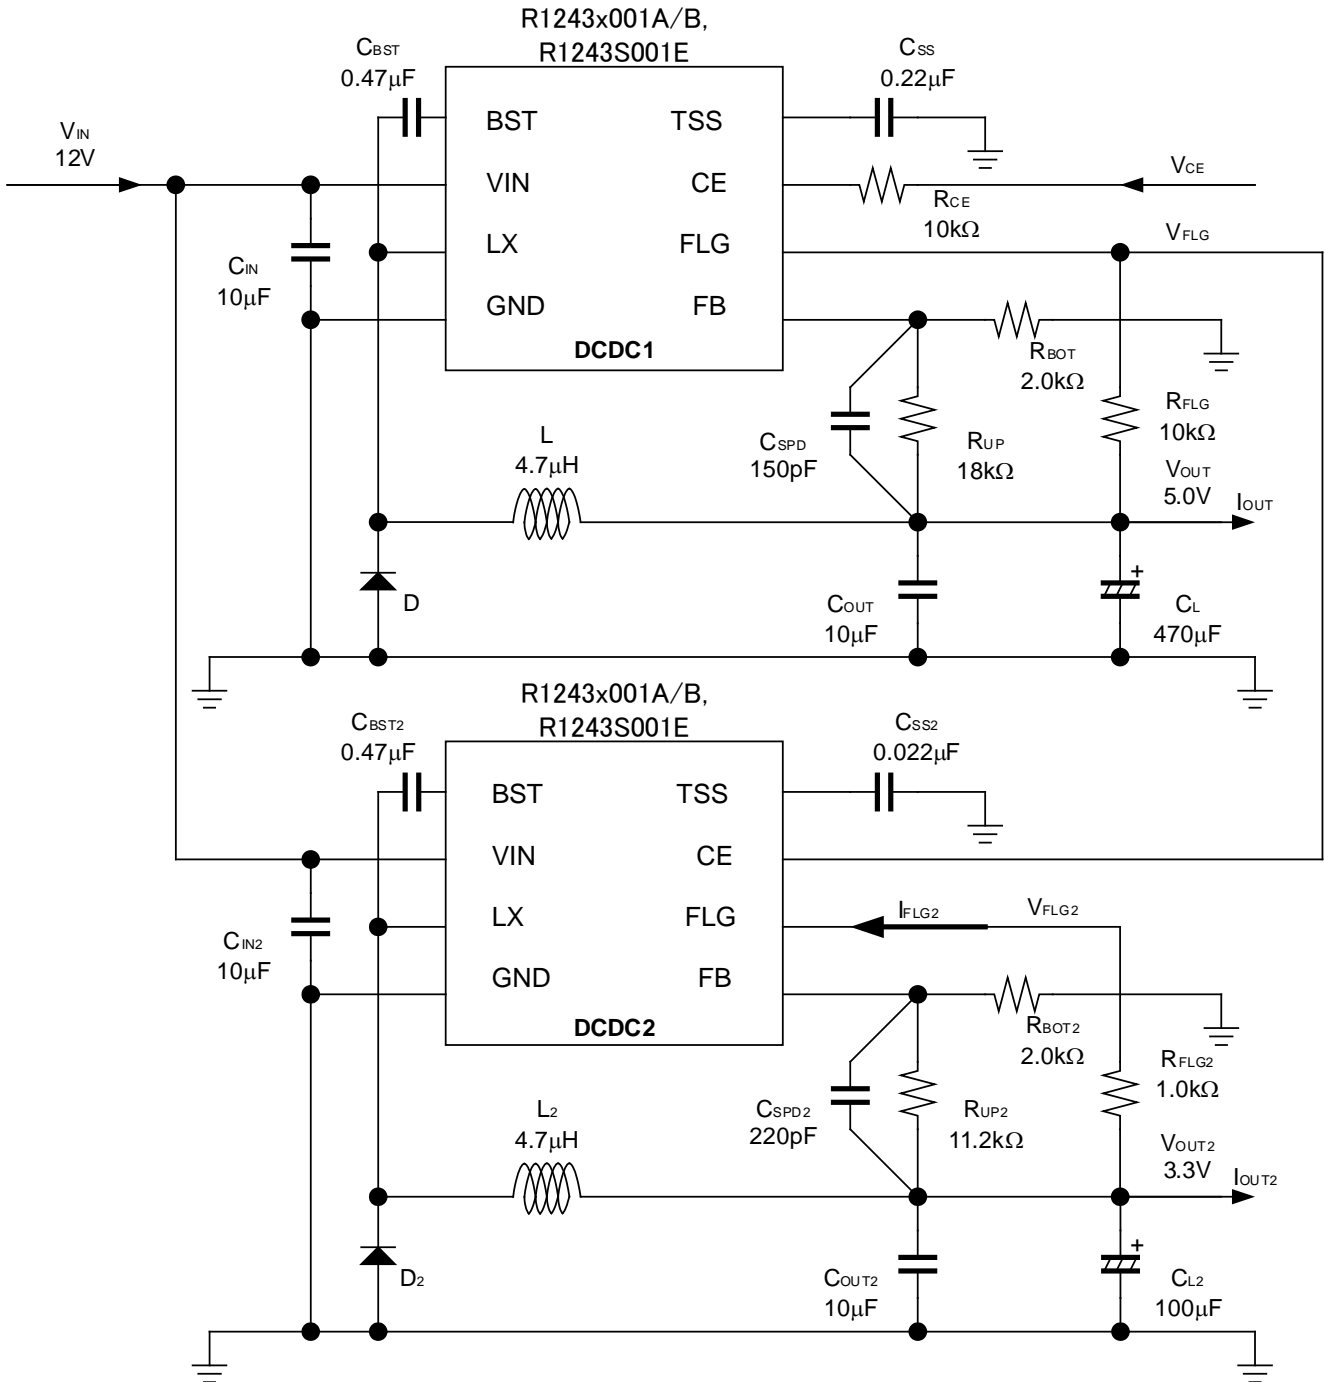 R1243x001A/B,
R1243S001E
CBST
0.47μF
CSS
0.22μF
VIN
12V
BST
TSS
VIN
CE
VCE
RCE
10kΩ
LX
FLG
VFLG
CIN
10μF
GND
FB
DCDC1
RBOT
2.0kΩ
RFLG
10kΩ
L
4.7μH
CSPD
150pF
RUP
18kΩ
VOUT
5.0V
IOUT
D
COUT
10μF
+
CL
470μF
R1243x001A/B,
R1243S001E
CBST2
0.47μF
CSS2
0.022μF
BST
TSS
VIN
CE
LX
FLG
IFLG2
VFLG2
CIN2
10μF
GND
FB
DCDC2
RBOT2
2.0kΩ
RFLG2
1.0kΩ
L2
4.7μH
CSPD2
220pF
RUP2
11.2kΩ
VOUT2
3.3V
IOUT2
D2
COUT2
10μF
+
CL2
100μF